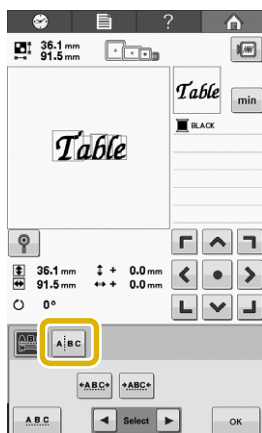 ?
36.1 mm
91.5 mm
Table
Table
min
BLACK
36.1 mm + 0.0 mm
91.5 mm + 0.0 mm
0°
ABC
A BC
ABC
ABC
A B C
Select
OK